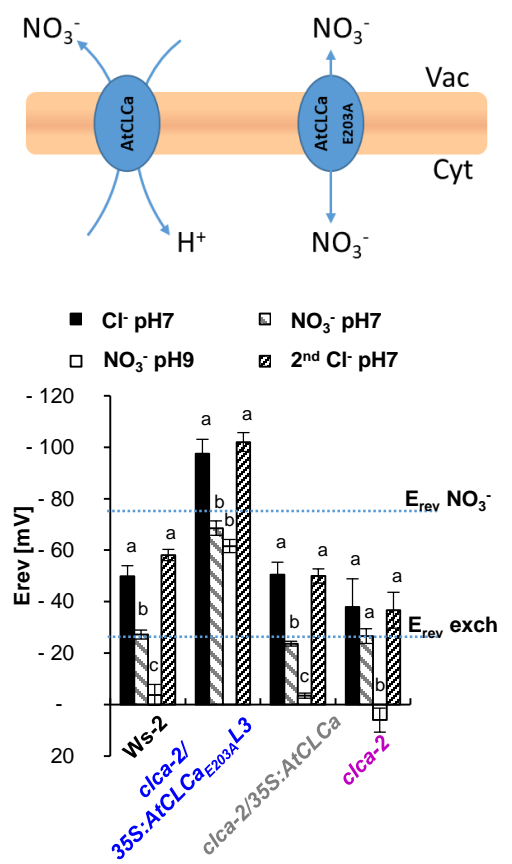 NO₃⁻ NO₃⁻
AtCLCa AtCLCa E203A
Vac
Cyt
H⁺ NO₃⁻
Cl⁻ pH7 NO₃⁻ pH7
NO₃⁻ pH9 2nd Cl⁻ pH7
Erev [mV]
- 120
- 100
- 80
- 60
- 40
- 20
-
20
a b c a
a b b a
a b c a
a a b a
Erev NO₃⁻
Erev exch
Ws-2
clca-2/
35S:AtCLCaE203AL3
clca-2/35S:AtCLCa
clca-2